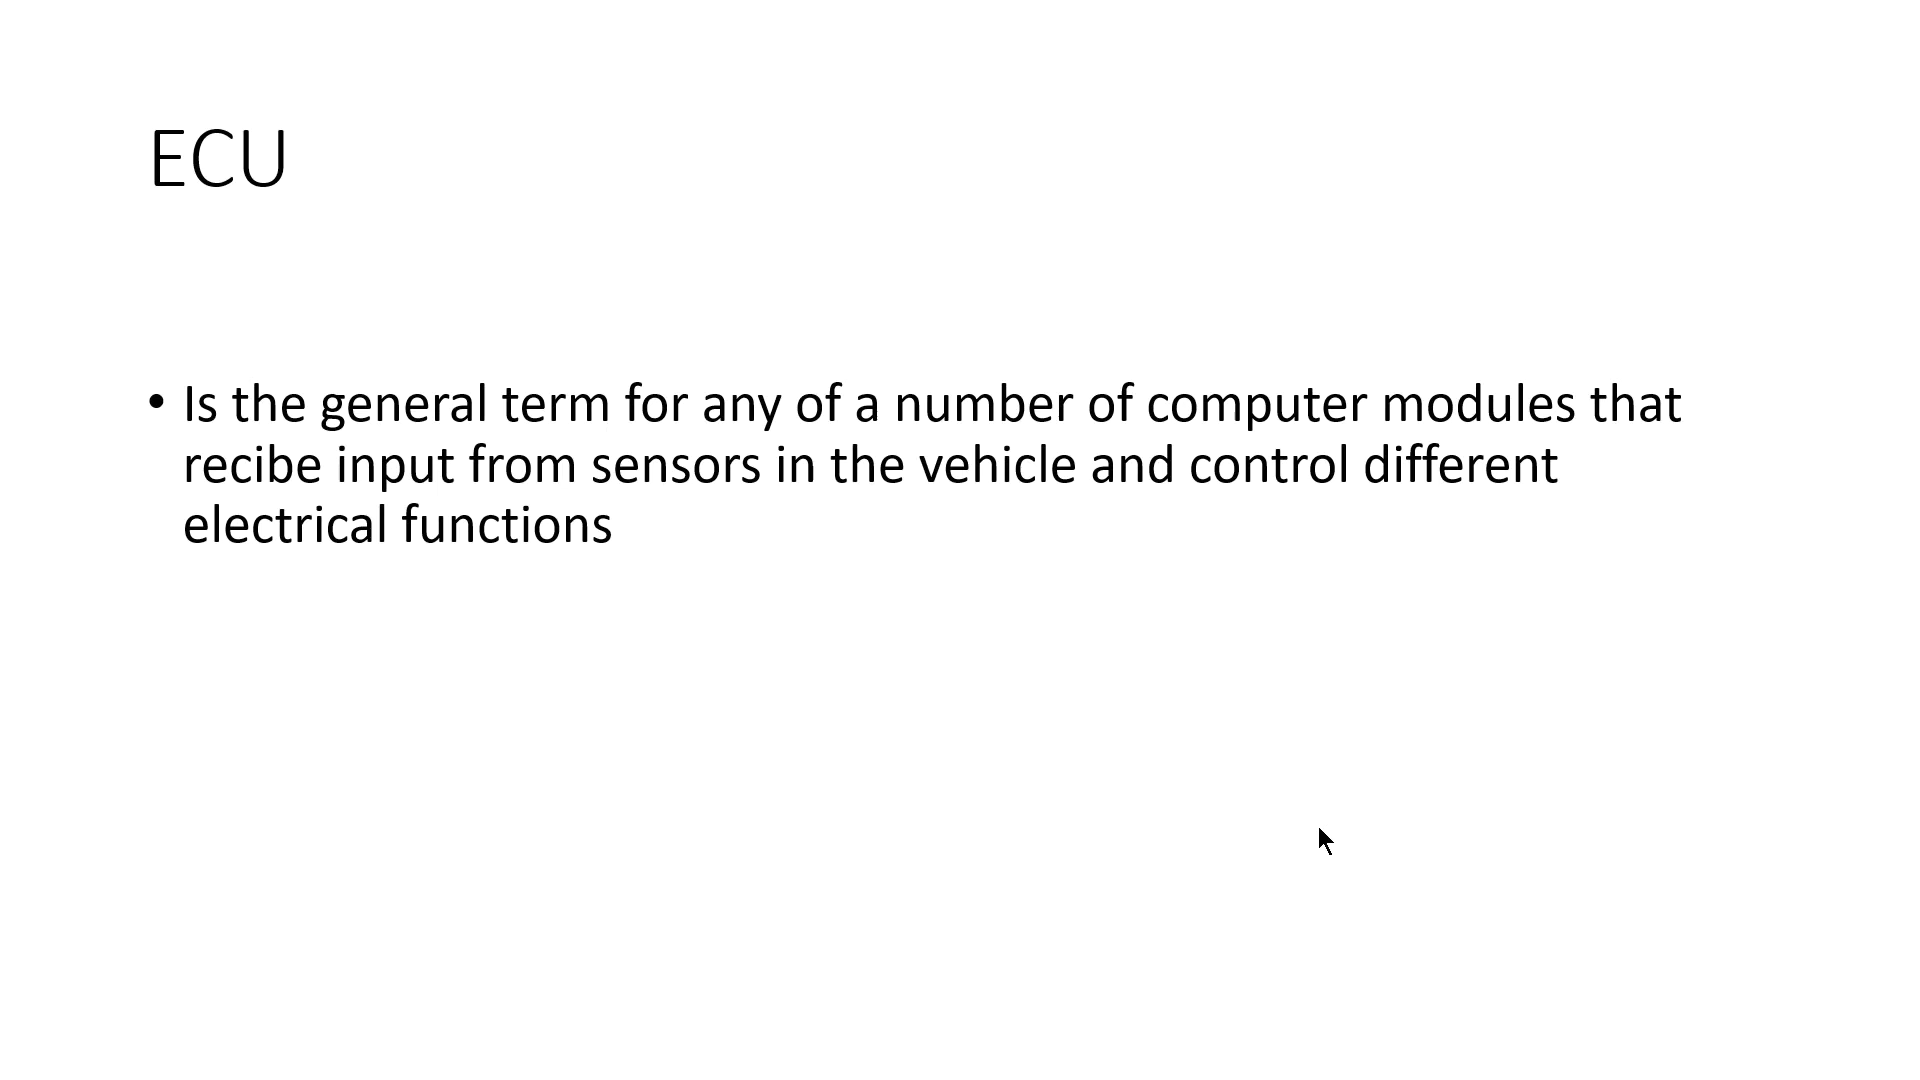 ECU
• Is the general term for any of a number of computer modules that
recibe input from sensors in the vehicle and control different
electrical functions